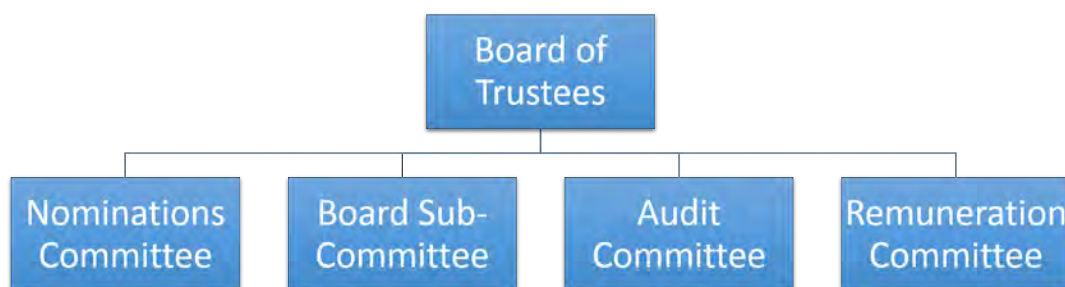 Board of
Trustees
Nominations
Committee
Board Sub-
Committee
Audit
Committee
Remuneration
Committee